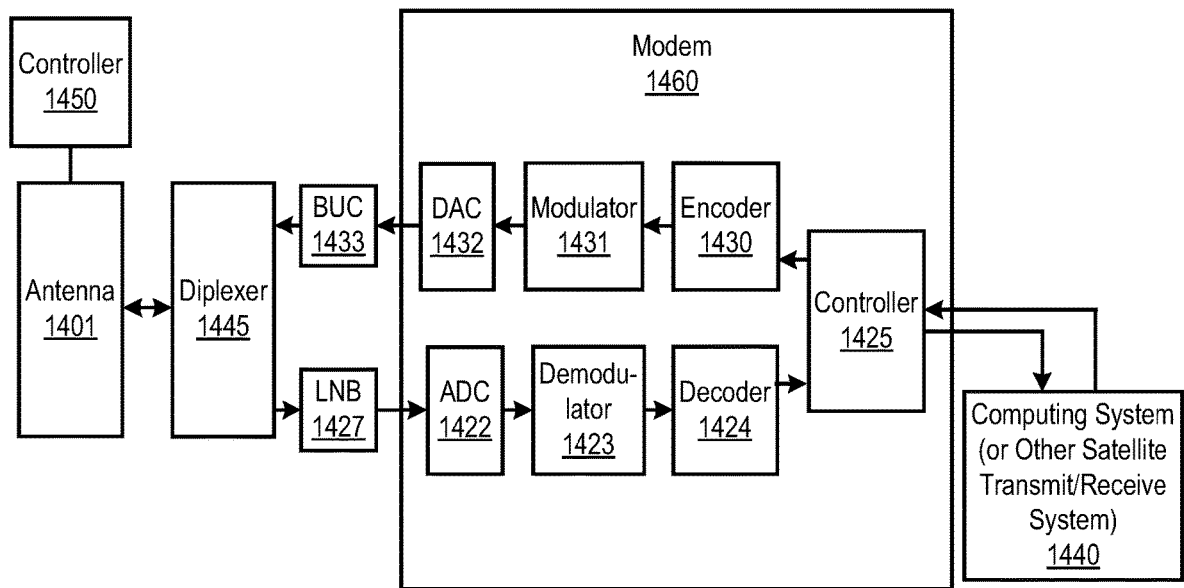 Controller
1450
Modem
1460
Antenna
1401
Diplexer
1445
BUC
1433
DAC
1432
Modulator
1431
Encoder
1430
LNB
1427
ADC
1422
Demodu-
lator
1423
Decoder
1424
Controller
1425
Computing System
(or Other Satellite
Transmit/Receive
System)
1440